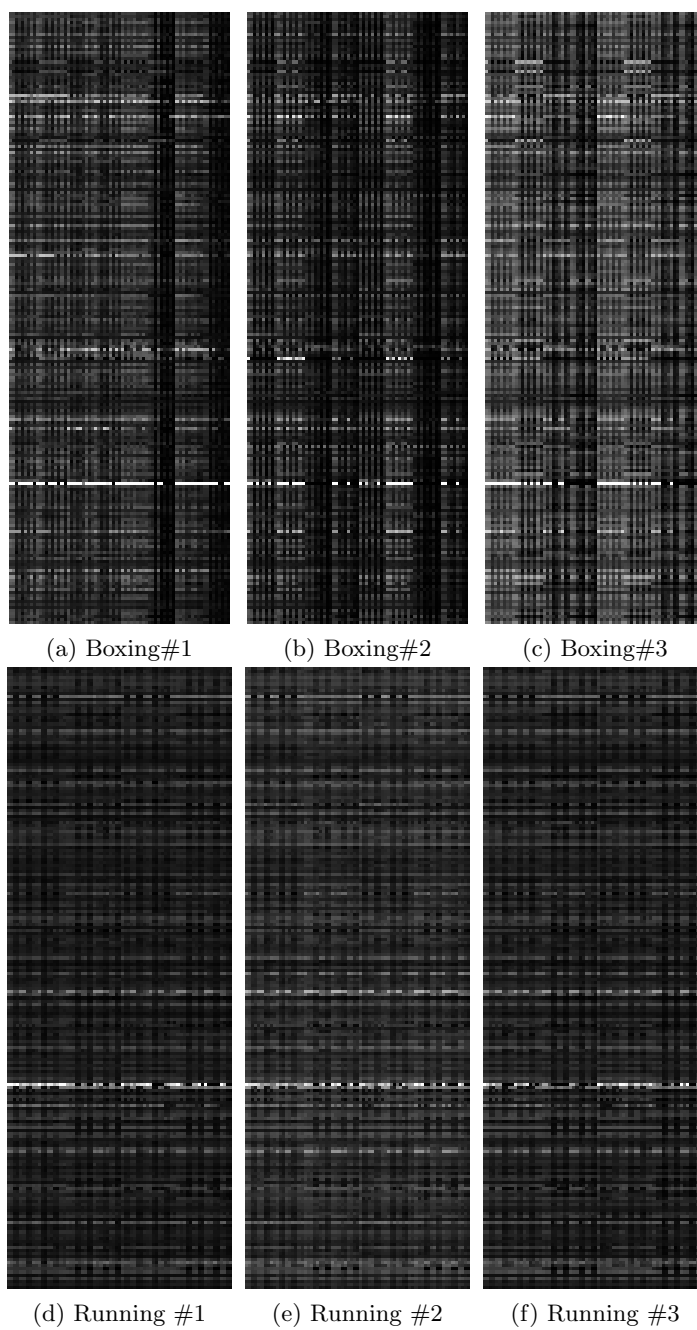 (a) Boxing#1
(b) Boxing#2
(c) Boxing#3
(d) Running #1
(e) Running #2
(f) Running #3